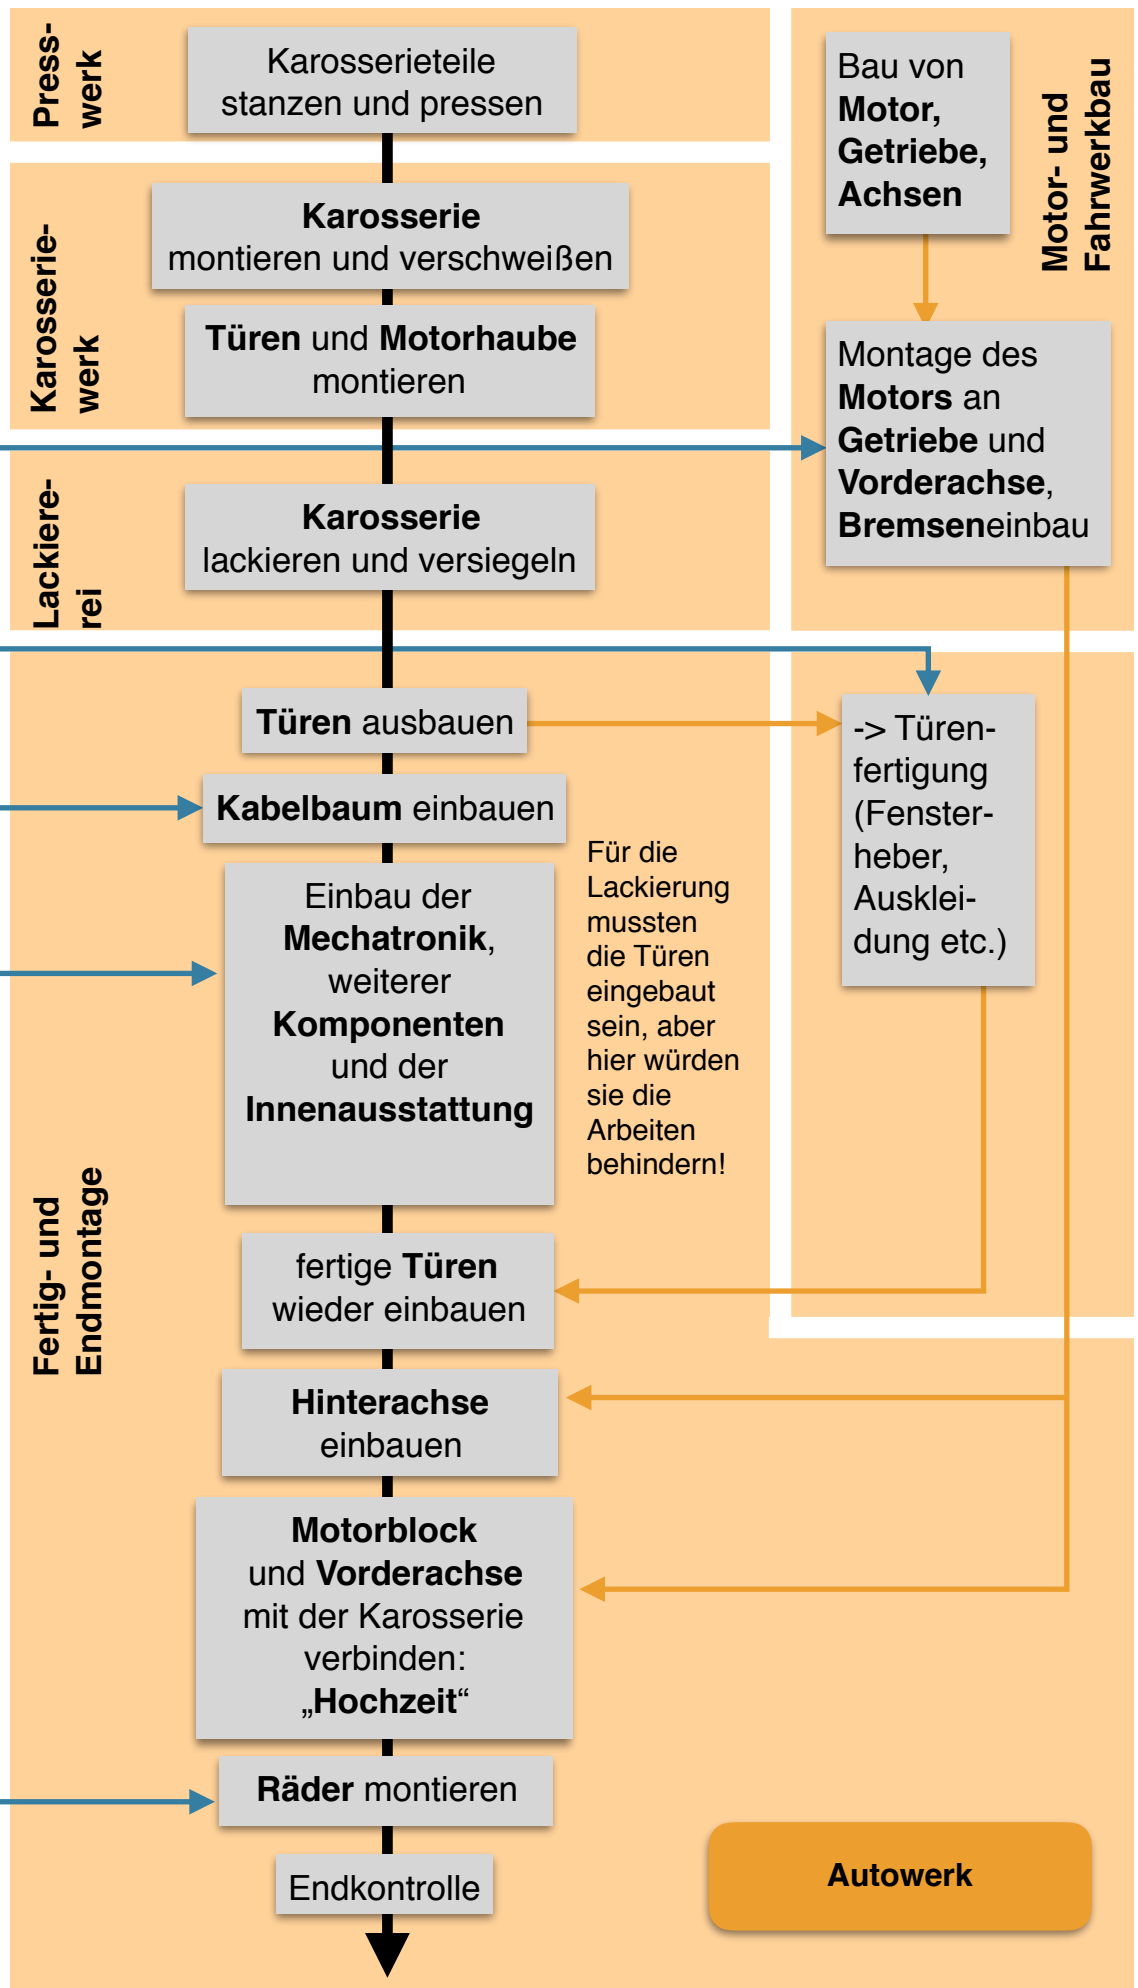 Press-
werk
Karosserieteile
stanzen und pressen
Karosserie-
werk
Karosserie
montieren und verschweißen
Türen und Motorhaube
montieren
Lackiere-
rei
Karosserie
lackieren und versiegeln
Motor- und
Fahrwerkbau
Bau von
Motor,
Getriebe,
Achsen
Montage des
Motors an
Getriebe und
Vorderachse,
Bremseneinbau
Fertig- und
Endmontage
Türen ausbauen
-> Türen-
fertigung
(Fenster-
heber,
Ausklei-
dung etc.)
Kabelbaum einbauen
Einbau der
Mechatronik,
weiterer
Komponenten
und der
Innenausstattung
Für die
Lackierung
mussten
die Türen
eingebaut
sein, aber
hier würden
sie die
Arbeiten
behindern!
fertige Türen
wieder einbauen
Hinterachse
einbauen
Motorblock
und Vorderachse
mit der Karosserie
verbinden:
„Hochzeit“
Räder montieren
Endkontrolle
Autowerk